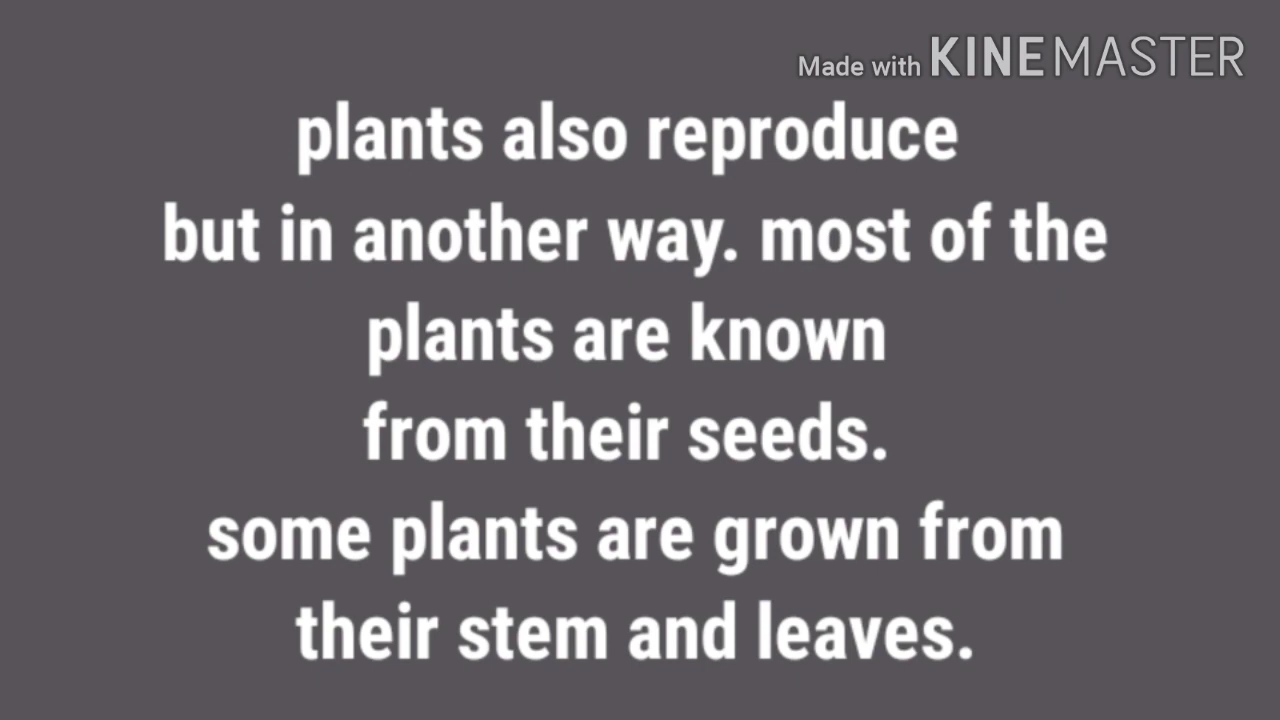 Made with KINEMASTER
plants also reproduce
but in another way. most of the
plants are known
from their seeds.
some plants are grown from
their stem and leaves.